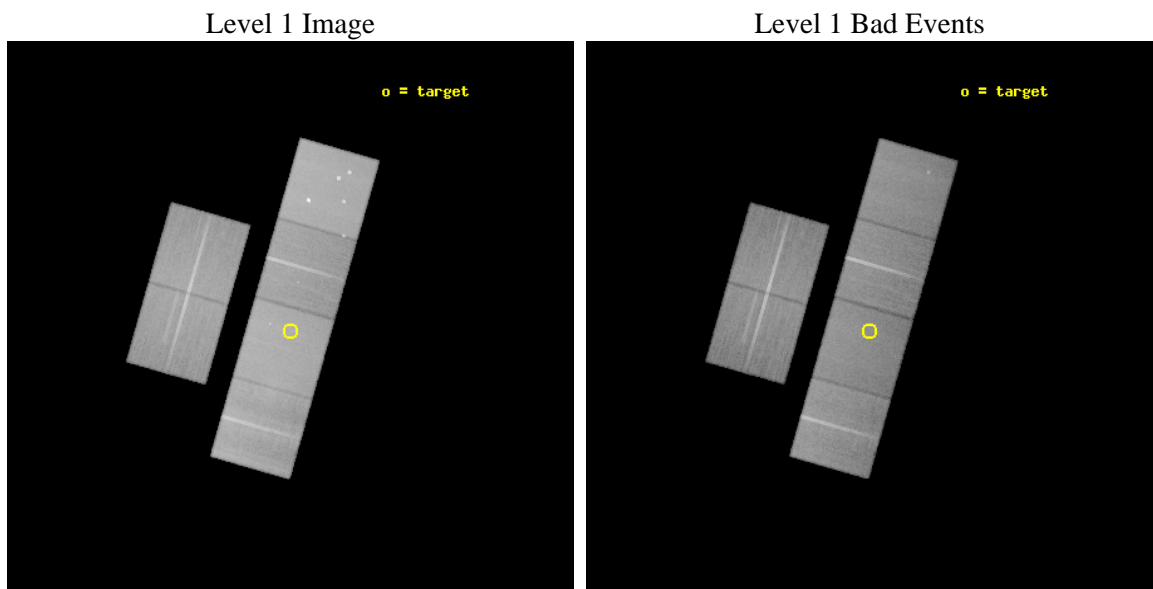 Level 1 Image
Level 1 Bad Events
o = target
o = target